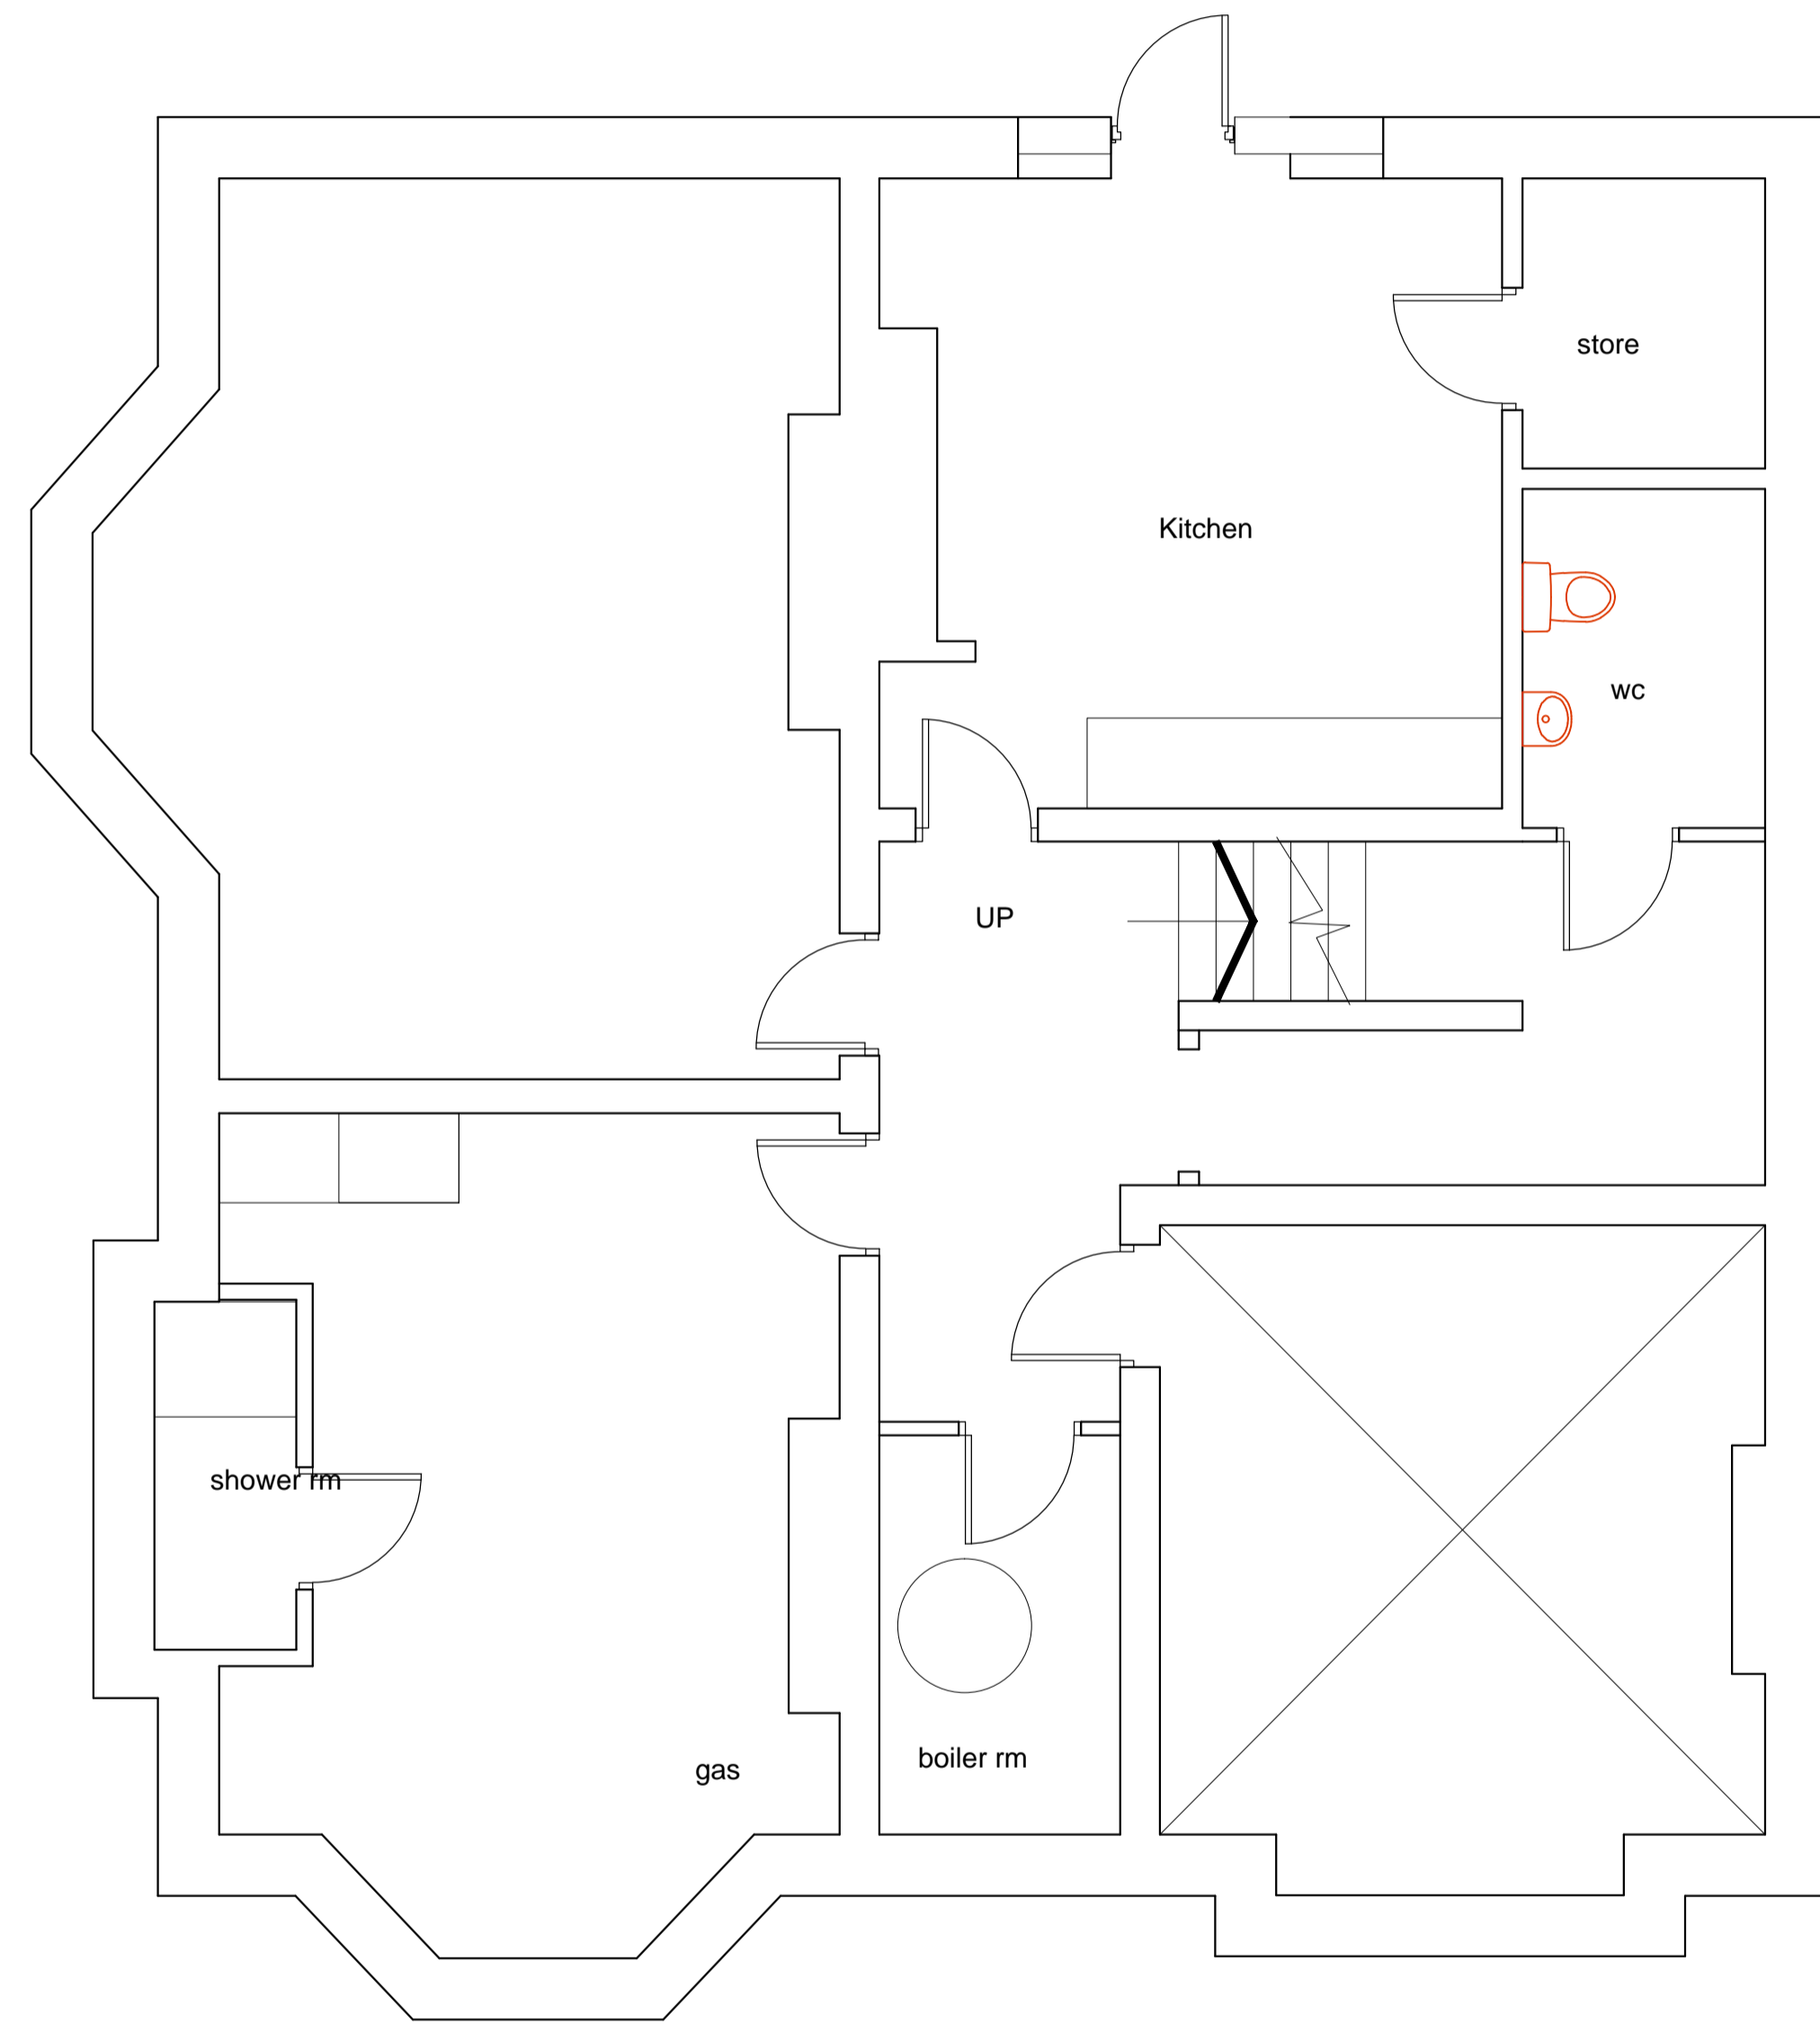 store
Kitchen
wc
UP
shower rm
boiler rm
gas